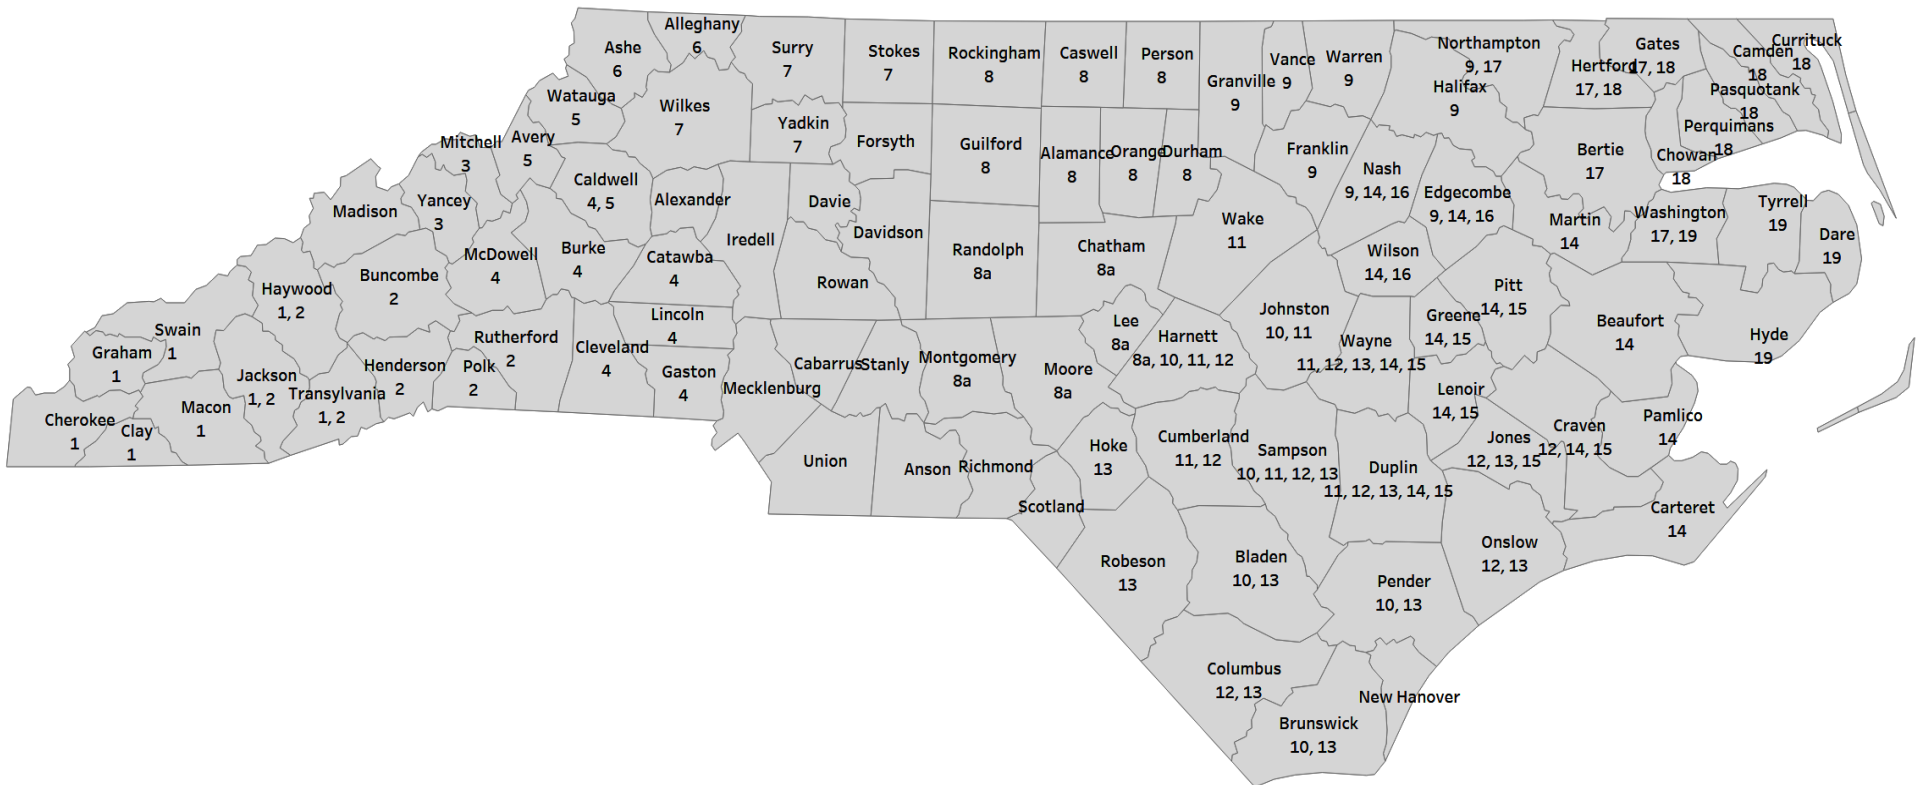 Alleghany
6
Ashe
6
Surry
7
Stokes
7
Rockingham
8
Caswell
8
Person
8
Granville
9
Vance
9
Warren
9
Northampton
9, 17
Halifax
9
Hertford
17, 18
Gates
17, 18
Camden
18
Currituck
18
Pasquotank
18
Perquimans
18
Chowan
18
Bertie
17
Watauga
5
Wilkes
7
Yadkin
7
Forsyth
Guilford
8
Alamance
8
Orange
8
Durham
8
Franklin
9
Nash
9, 14, 16
Edgecombe
9, 14, 16
Martin
14
Washington
17, 19
Tyrrell
19
Dare
19
Mitchell
3
Avery
5
Caldwell
4, 5
Alexander
Davie
Davidson
Iredell
Yancey
3
Madison
McDowell
4
Burke
4
Catawba
4
Rowan
Randolph
8a
Chatham
8a
Wake
11
Wilson
14, 16
Pitt
14, 15
Greene
14, 15
Beaufort
14
Hyde
19
Buncombe
2
Haywood
1, 2
Swain
1
Graham
1
Jackson
1, 2
Transylvania
1, 2
Henderson
2
Polk
2
Rutherford
2
Cleveland
4
Lincoln
4
Gaston
4
Mecklenburg
Cabarrus
Stanly
Montgomery
8a
Moore
8a
Lee
8a
Harnett
8a, 10, 11, 12
Johnston
10, 11
Wayne
11, 12, 13, 14, 15
Lenoir
14, 15
Jones
12, 13, 15
Craven
12, 14, 15
Pamlico
14
Carteret
14
Cherokee
1
Clay
1
Macon
1
Union
Anson
Richmond
Scotland
Hoke
13
Cumberland
11, 12
Sampson
10, 11, 12, 13
Duplin
11, 12, 13, 14, 15
Onslow
12, 13
Robeson
13
Bladen
10, 13
Pender
10, 13
Columbus
12, 13
New Hanover
Brunswick
10, 13